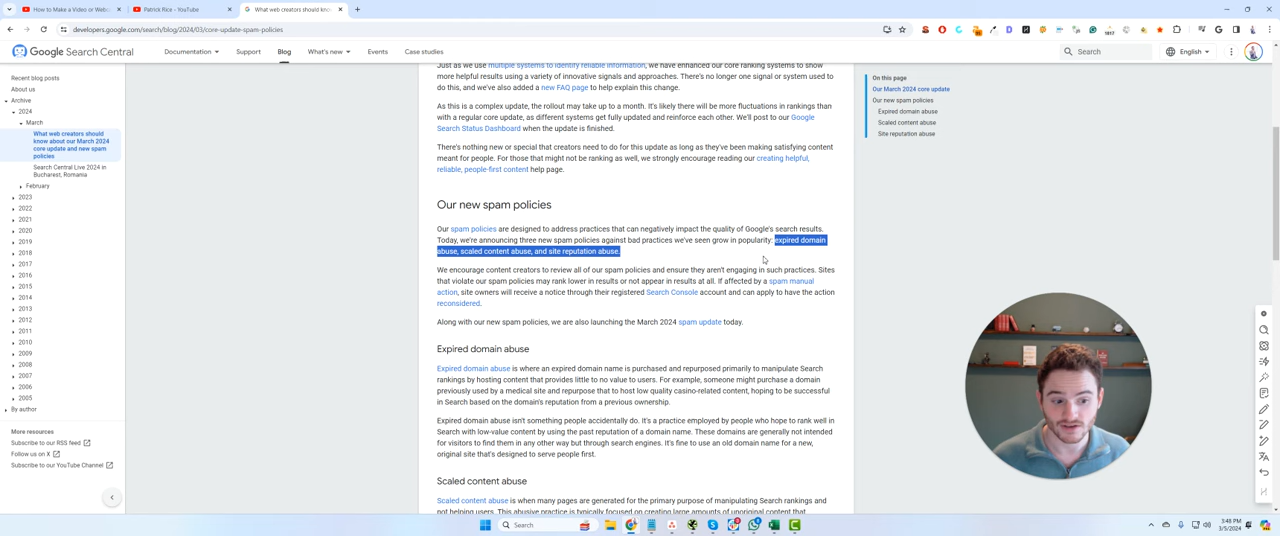 How to Make a Video or Webc
Patrick Rice - YouTube
What web creators should know
developers.google.com/search/blog/2024/03/core-update-spam-policies
Google Search Central
Documentation
Support
Blog
What's new
Events
Case studies
Search
English
Recent blog posts
About us
Archive
2024
March
What web creators should
know about our March 2024
core update and new spam
policies
Search Central Live 2024 in
Bucharest, Romania
February
2023
2022
2021
2020
2019
2018
2017
2016
2015
2014
2013
2012
2011
2010
2009
2008
2007
2006
2005
By author
More resources
Subscribe to our RSS feed
Follow us on X
Subscribe to our YouTube Channel
Just as we use multiple systems to identify reliable information, we have enhanced our core ranking systems to show
more helpful results using a variety of innovative signals and approaches. There's no longer one signal or system used to
do this, and we've also added a new FAQ page to help explain this change.
As this is a complex update, the rollout may take up to a month. It's likely there will be more fluctuations in rankings than
with a regular core update, as different systems get fully updated and reinforce each other. We'll post to our Google
Search Status Dashboard when the update is finished.
There's nothing new or special that creators need to do for this update as long as they've been making satisfying content
meant for people. For those that might not be ranking as well, we strongly encourage reading our creating helpful,
reliable, people-first content help page.
Our new spam policies
Our spam policies are designed to address practices that can negatively impact the quality of Google's search results.
Today, we're announcing three new spam policies against bad practices we've seen grow in popularity: expired domain
abuse, scaled content abuse, and site reputation abuse.
We encourage content creators to review all of our spam policies and ensure they aren't engaging in such practices. Sites
that violate our spam policies may rank lower in results or not appear in results at all. If affected by a spam manual
action, site owners will receive a notice through their registered Search Console account and can apply to have the action
reconsidered.
Along with our new spam policies, we are also launching the March 2024 spam update today.
Expired domain abuse
Expired domain abuse is where an expired domain name is purchased and repurposed primarily to manipulate Search
rankings by hosting content that provides little to no value to users. For example, someone might purchase a domain
previously used by a medical site and repurpose that to host low quality casino-related content, hoping to be successful
in Search based on the domain's reputation from a previous ownership.
Expired domain abuse isn't something people accidentally do. It's a practice employed by people who hope to rank well in
Search with low-value content by using the past reputation of a domain name. These domains are generally not intended
for visitors to find them in any other way but through search engines. It's fine to use an old domain name for a new,
original site that's designed to serve people first.
Scaled content abuse
Scaled content abuse is when many pages are generated for the primary purpose of manipulating Search rankings and
not helping users. This abusive practice is typically focused on creating large amounts of unoriginal content that
On this page
Our March 2024 core update
Our new spam policies
Expired domain abuse
Scaled content abuse
Site reputation abuse
Search
3:48 PM
3/5/2024